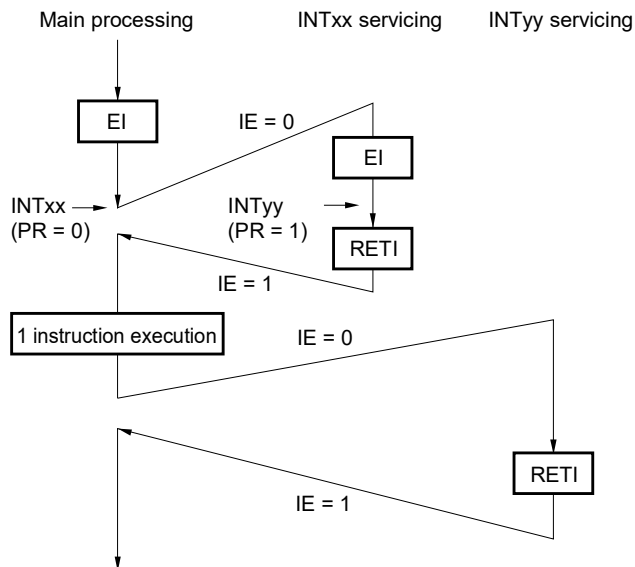 Main processing
INTxx servicing
INTyy servicing
EI
IE = 0
EI
INTxx
(PR = 0)
INTyy
(PR = 1)
RETI
IE = 1
1 instruction execution
IE = 0
RETI
IE = 1